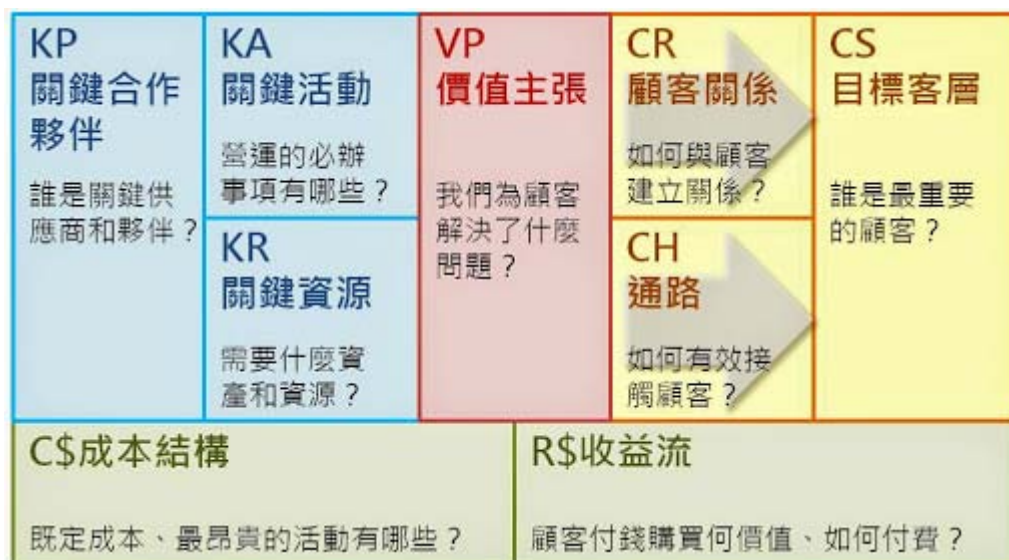 KP
關鍵合作
夥伴
誰是關鍵供
應商和夥伴？
KA
關鍵活動
營運的必辦
事項有哪些？
KR
關鍵資源
需要什麼資
產和資源？
VP
價值主張
我們為顧客
解決了什麼
問題？
CR
顧客關係
如何與顧客
建立關係？
CH
通路
如何有效接
觸顧客？
CS
目標客層
誰是最重要
的顧客？
C$成本結構
既定成本、最昂貴的活動有哪些？
R$收益流
顧客付錢購買何價值、如何付費？